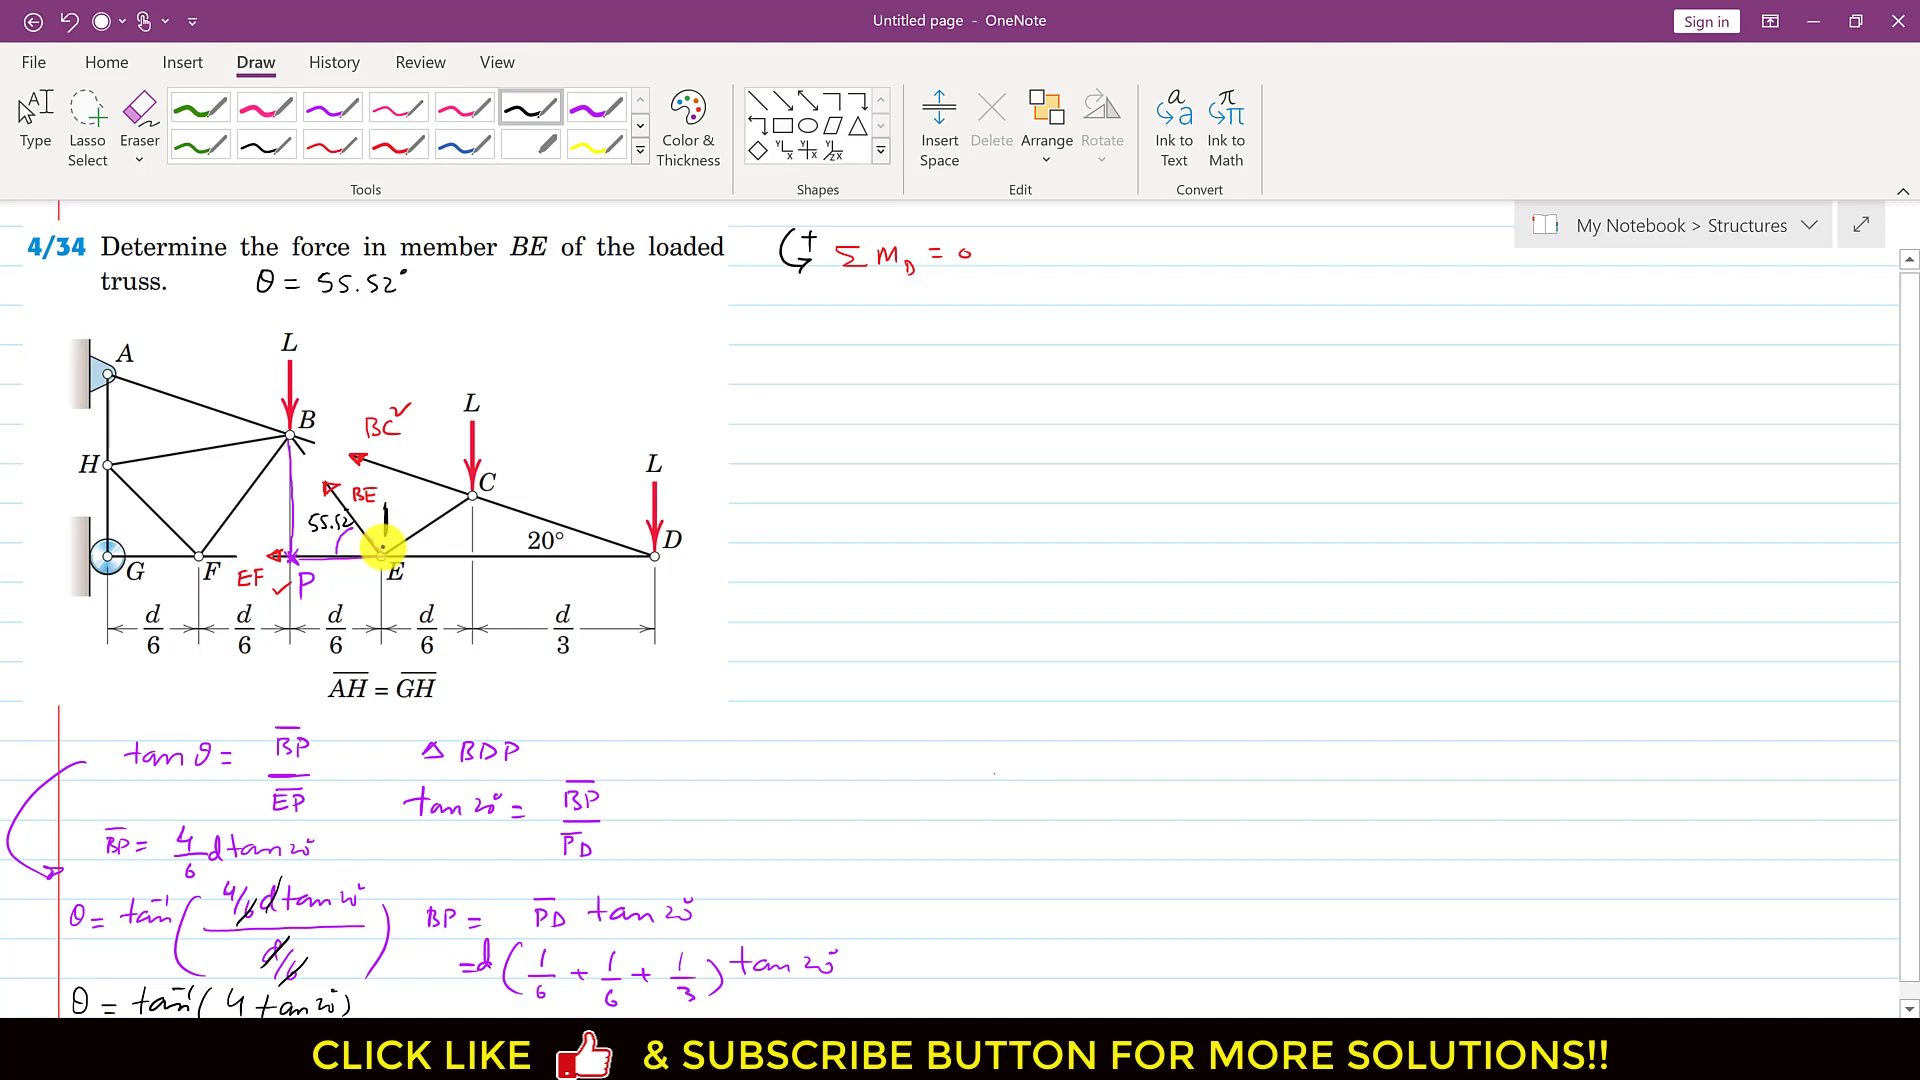 Untitled page - OneNote
Sign in
File Home Insert Draw History Review View
Type
Lasso Select
Eraser
Color & Thickness
Insert Space
Delete
Arrange
Rotate
Ink to Text
Ink to Math
Tools
Shapes
Edit
Convert
My Notebook > Structures
4/34 Determine the force in member BE of the loaded
truss.
θ = 55.52°
+ Σ M_D = 0
L
A
B
L
BC
H
C
L
BE
55.52
20°
D
G
F
EF
P
E
d/6 d/6 d/6 d/6 d/3
AH = GH
tan θ = BP/EP
Δ BDP
tan 20° = BP/PD
BP = 4/6 d tan 20°
θ = tan⁻¹ ( 4/6 d tan 20° / d/6 )
BP = PD tan 20°
= d ( 1/6 + 1/6 + 1/3 ) tan 20°
θ = tan⁻¹ ( 4 tan 20° )
CLICK LIKE & SUBSCRIBE BUTTON FOR MORE SOLUTIONS!!